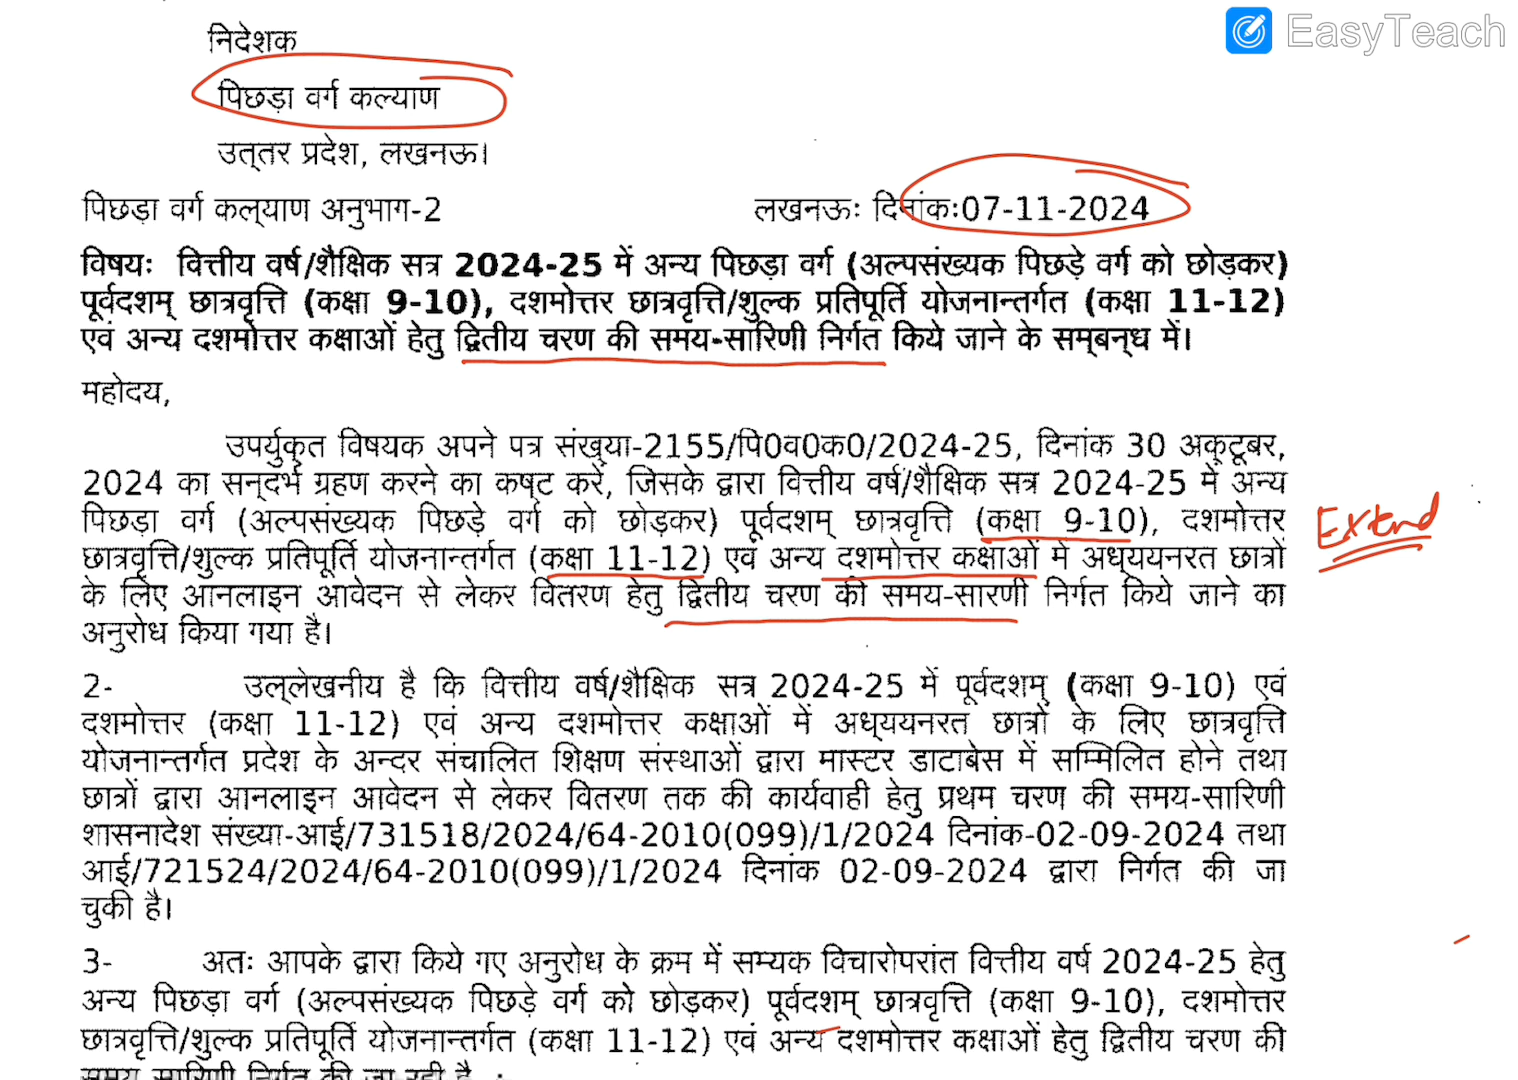 EasyTeach
निदेशक
पिछड़ा वर्ग कल्याण
उत्तर प्रदेश, लखनऊ।
पिछड़ा वर्ग कल्याण अनुभाग-2 लखनऊः दिनांकः07-11-2024
विषयः वित्तीय वर्ष/शैक्षिक सत्र 2024-25 में अन्य पिछड़ा वर्ग (अल्पसंख्यक पिछड़े वर्ग को छोड़कर)
पूर्वदशम् छात्रवृत्ति (कक्षा 9-10), दशमोत्तर छात्रवृत्ति/शुल्क प्रतिपूर्ति योजनान्तर्गत (कक्षा 11-12)
एवं अन्य दशमोत्तर कक्षाओं हेतु द्वितीय चरण की समय-सारिणी निर्गत किये जाने के सम्बन्ध में।
महोदय,
उपर्युक्त विषयक अपने पत्र संख्या-2155/पि0व0क0/2024-25, दिनांक 30 अक्टूबर,
2024 का सन्दर्भ ग्रहण करने का कष्ट करें, जिसके द्वारा वित्तीय वर्ष/शैक्षिक सत्र 2024-25 में अन्य
पिछड़ा वर्ग (अल्पसंख्यक पिछड़े वर्ग को छोड़कर) पूर्वदशम् छात्रवृत्ति (कक्षा 9-10), दशमोत्तर
Extend
छात्रवृत्ति/शुल्क प्रतिपूर्ति योजनान्तर्गत (कक्षा 11-12) एवं अन्य दशमोत्तर कक्षाओं मे अध्ययनरत छात्रों
के लिए आनलाइन आवेदन से लेकर वितरण हेतु द्वितीय चरण की समय-सारणी निर्गत किये जाने का
अनुरोध किया गया है।
2- उल्लेखनीय है कि वित्तीय वर्ष/शैक्षिक सत्र 2024-25 में पूर्वदशम् (कक्षा 9-10) एवं
दशमोत्तर (कक्षा 11-12) एवं अन्य दशमोत्तर कक्षाओं में अध्ययनरत छात्रों के लिए छात्रवृत्ति
योजनान्तर्गत प्रदेश के अन्दर संचालित शिक्षण संस्थाओं द्वारा मास्टर डाटाबेस में सम्मिलित होने तथा
छात्रों द्वारा आनलाइन आवेदन से लेकर वितरण तक की कार्यवाही हेतु प्रथम चरण की समय-सारिणी
शासनादेश संख्या-आई/731518/2024/64-2010(099)/1/2024 दिनांक-02-09-2024 तथा
आई/721524/2024/64-2010(099)/1/2024 दिनांक 02-09-2024 द्वारा निर्गत की जा
चुकी है।
3- अतः आपके द्वारा किये गए अनुरोध के क्रम में सम्यक विचारोपरांत वित्तीय वर्ष 2024-25 हेतु
अन्य पिछड़ा वर्ग (अल्पसंख्यक पिछड़े वर्ग को छोड़कर) पूर्वदशम् छात्रवृत्ति (कक्षा 9-10), दशमोत्तर
छात्रवृत्ति/शुल्क प्रतिपूर्ति योजनान्तर्गत (कक्षा 11-12) एवं अन्य दशमोत्तर कक्षाओं हेतु द्वितीय चरण की
समय सारिणी निर्गत की जा रही है